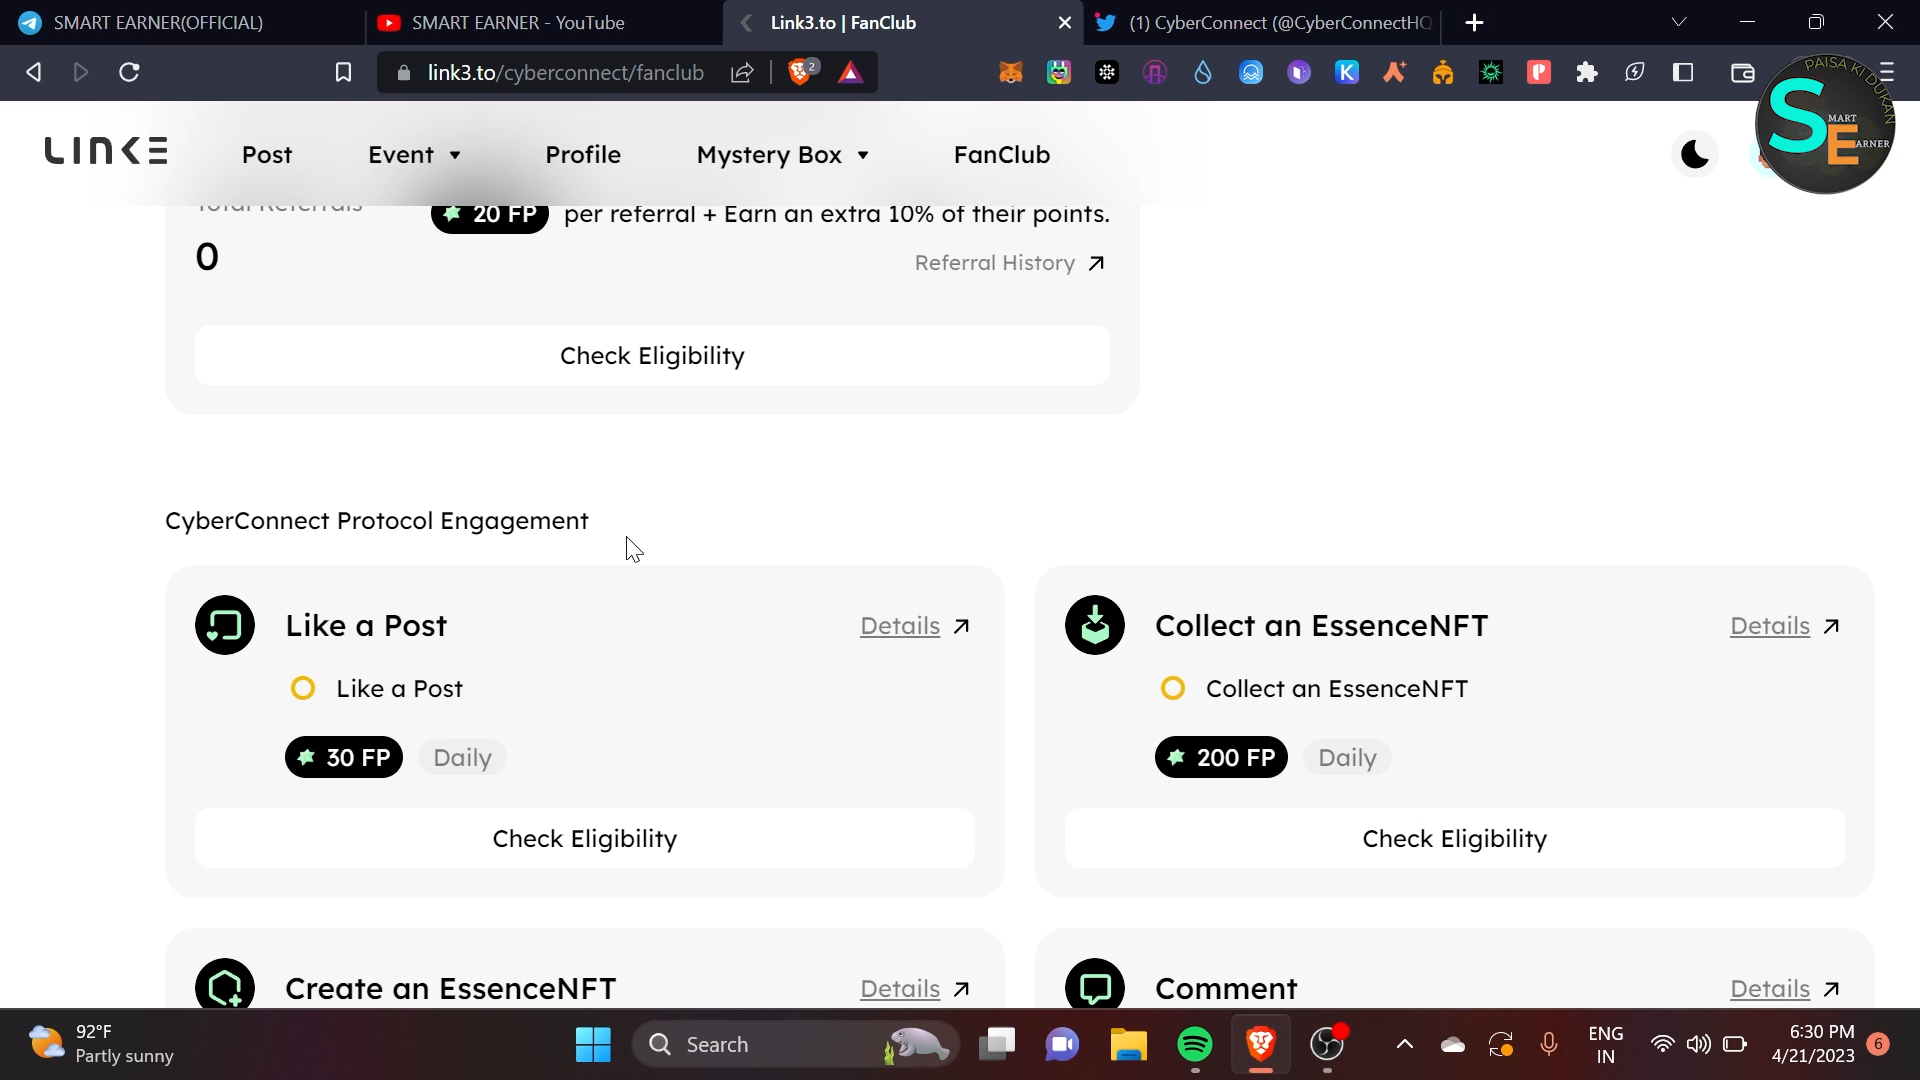 SMART EARNER(OFFICIAL)
SMART EARNER - YouTube
Link3.to | FanClub
(1) CyberConnect (@CyberConnectHQ
link3.to/cyberconnect/fanclub
2
PAISA KI DUKAN
SMART
EARNER
LINK3
Post
Event
Profile
Mystery Box
FanClub
Total Referrals
20 FP per referral + Earn an extra 10% of their points.
0
Referral History
Check Eligibility
CyberConnect Protocol Engagement
Like a Post
Details
Collect an EssenceNFT
Details
Like a Post
Collect an EssenceNFT
30 FP
Daily
200 FP
Daily
Check Eligibility
Check Eligibility
Create an EssenceNFT
Details
Comment
Details
92°F
Partly sunny
Search
ENG
IN
6:30 PM
4/21/2023
6